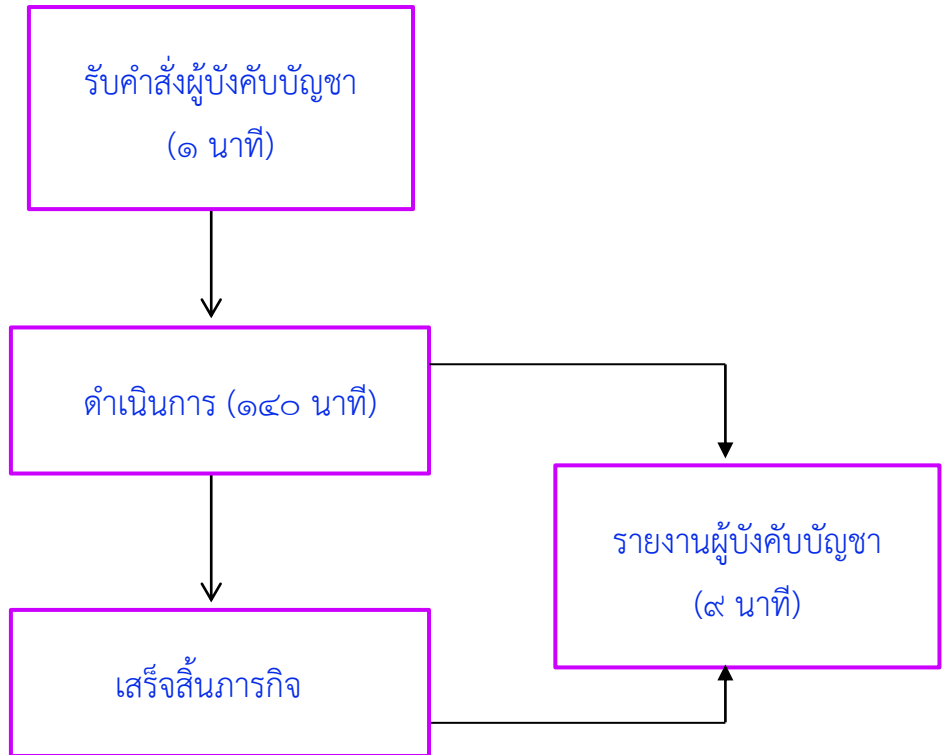 รับคำสั่งผู้บังคับบัญชา
(๑ นาที)
ดำเนินการ (๑๔๐ นาที)
รายงานผู้บังคับบัญชา
(๙ นาที)
เสร็จสิ้นภารกิจ